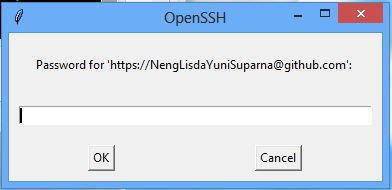 OpenSSH
Password for 'https://NengLisdaYuniSuparna@github.com':
OK
Cancel